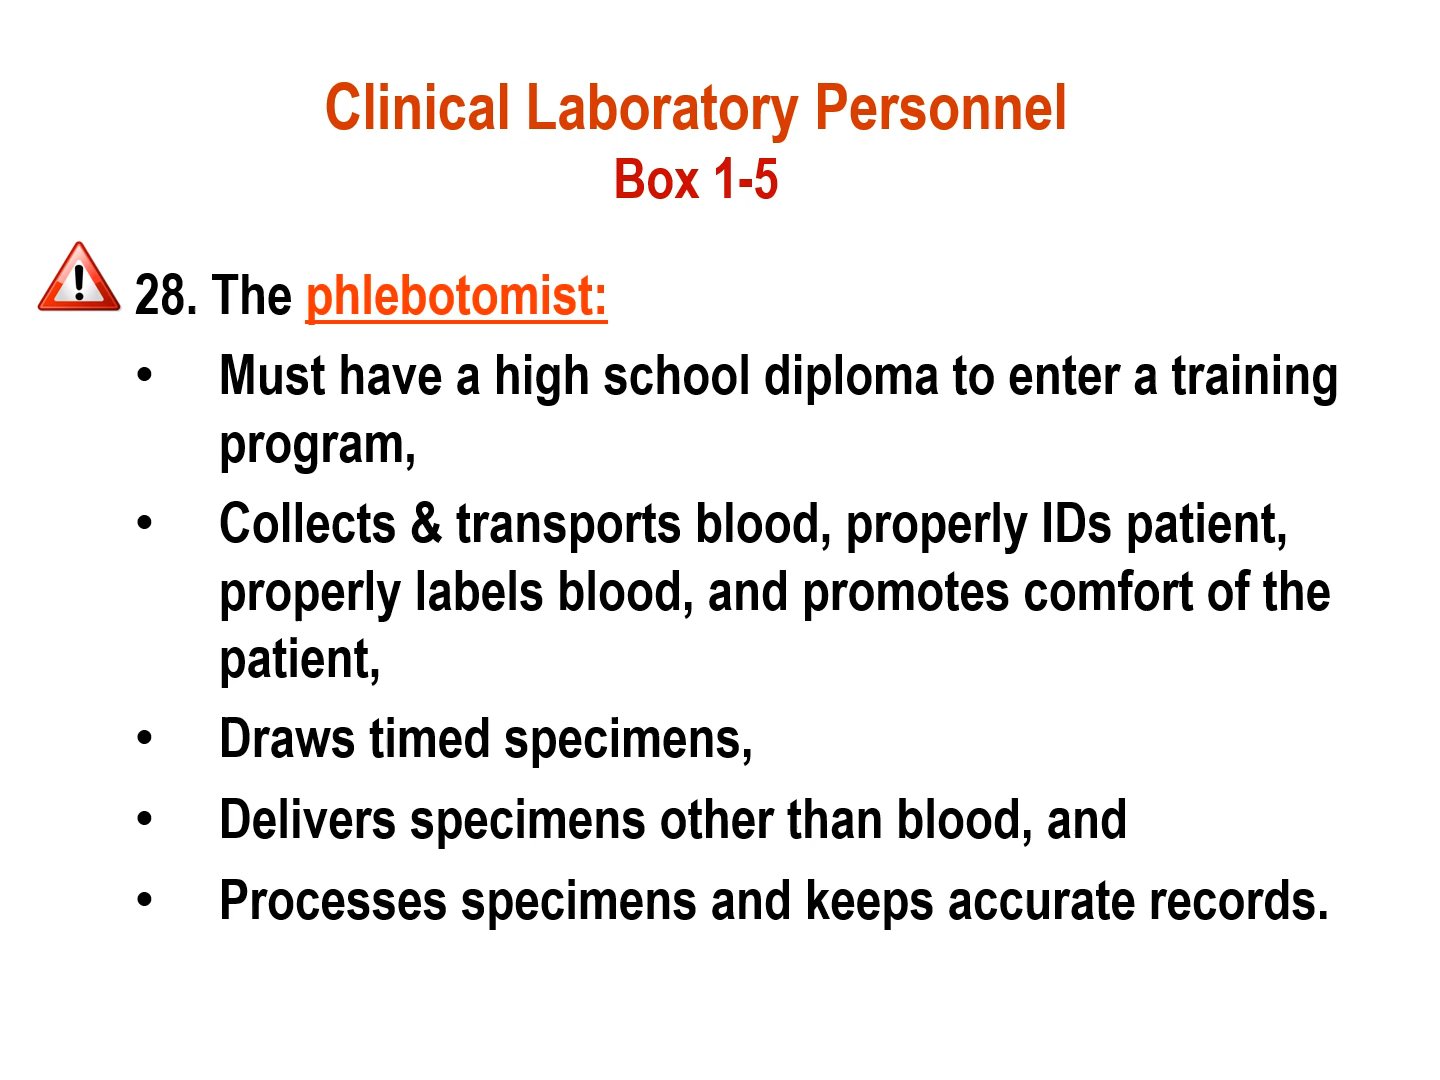 Clinical Laboratory Personnel
Box 1-5
28. The phlebotomist:
• Must have a high school diploma to enter a training
program,
• Collects & transports blood, properly IDs patient,
properly labels blood, and promotes comfort of the
patient,
• Draws timed specimens,
• Delivers specimens other than blood, and
• Processes specimens and keeps accurate records.